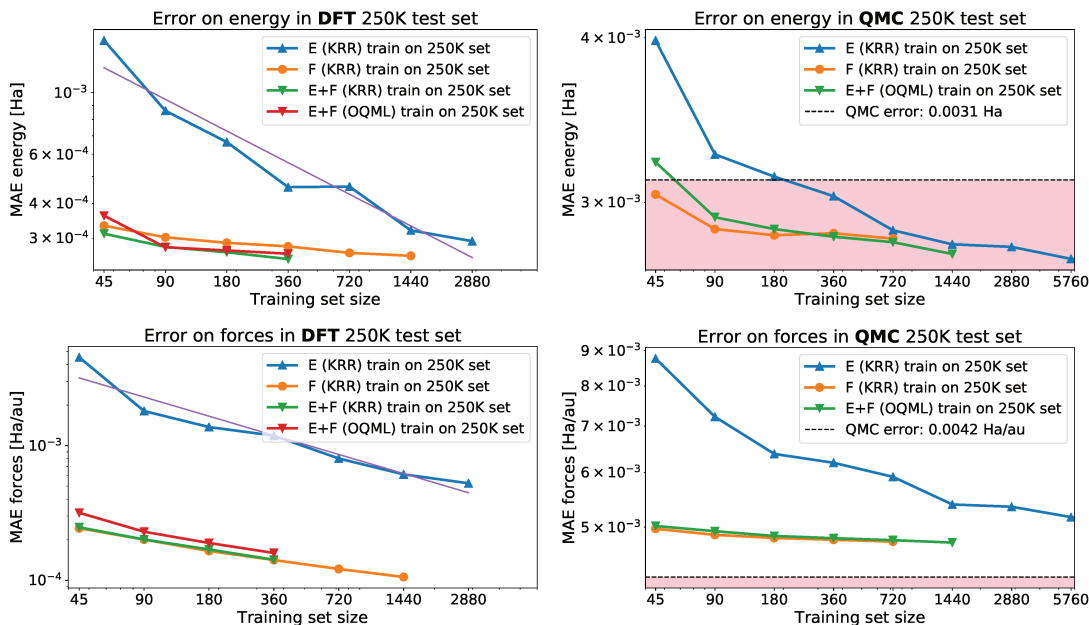 Error on energy in DFT 250K test set
E (KRR) train on 250K set
F (KRR) train on 250K set
E+F (KRR) train on 250K set
E+F (OQML) train on 250K set
MAE energy [Ha]
10⁻³
6 × 10⁻⁴
4 × 10⁻⁴
3 × 10⁻⁴
45 90 180 360 720 1440 2880
Training set size
Error on energy in QMC 250K test set
E (KRR) train on 250K set
F (KRR) train on 250K set
E+F (OQML) train on 250K set
QMC error: 0.0031 Ha
MAE energy [Ha]
4 × 10⁻³
3 × 10⁻³
45 90 180 360 720 1440 2880 5760
Training set size
Error on forces in DFT 250K test set
E (KRR) train on 250K set
F (KRR) train on 250K set
E+F (KRR) train on 250K set
E+F (OQML) train on 250K set
MAE forces [Ha/au]
10⁻³
10⁻⁴
45 90 180 360 720 1440 2880
Training set size
Error on forces in QMC 250K test set
E (KRR) train on 250K set
F (KRR) train on 250K set
E+F (OQML) train on 250K set
QMC error: 0.0042 Ha/au
MAE forces [Ha/au]
9 × 10⁻³
8 × 10⁻³
7 × 10⁻³
6 × 10⁻³
5 × 10⁻³
45 90 180 360 720 1440 2880 5760
Training set size